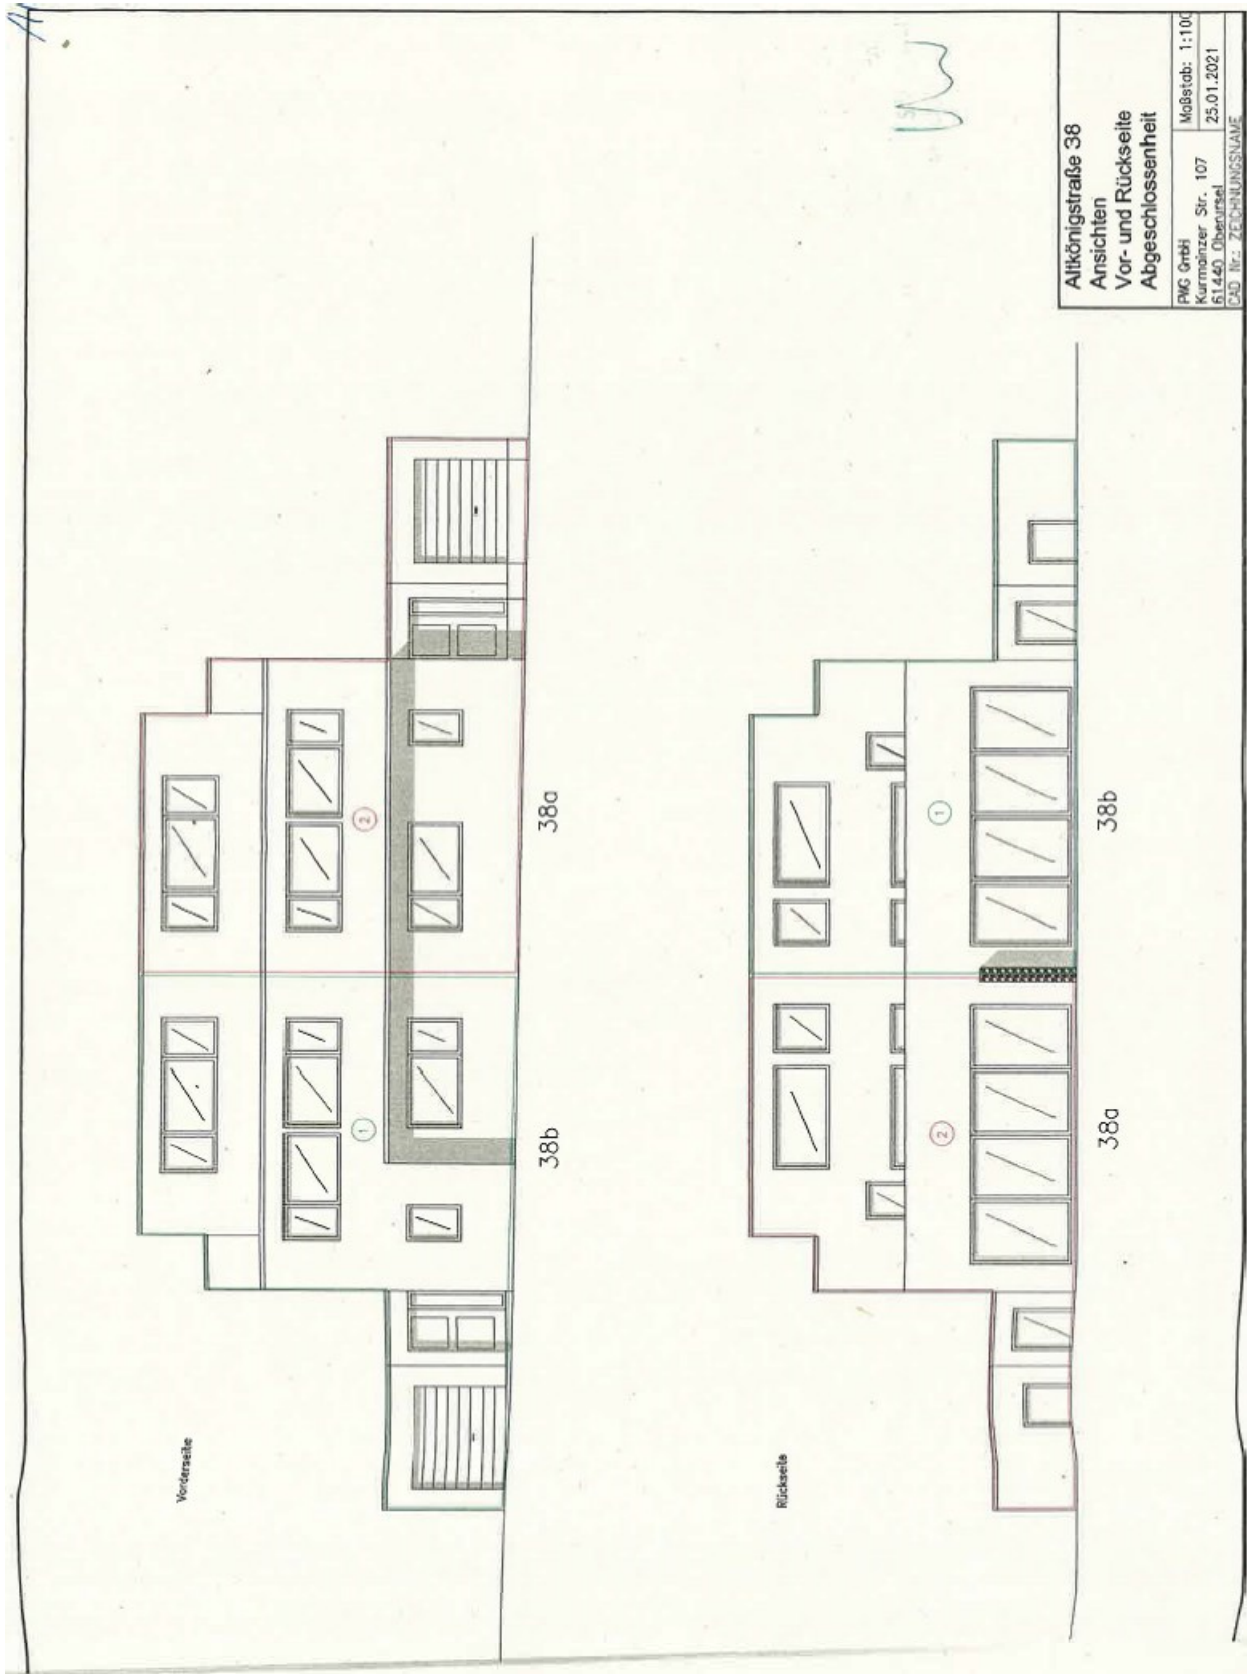 Vorderseite
1
2
38b
38a
Rückseite
2
1
38a
38b
Altkönigstraße 38
Ansichten
Vor- und Rückseite
Abgeschlossenheit
PMG GmbH
Kurmainzer Str. 107
61440 Oberursel
Maßstab: 1:100
25.01.2021
CAD Nr.: ZEICHNUNGSNAME